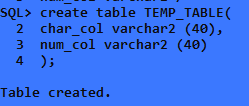 SQL> create table TEMP_TABLE(
2 char_col varchar2 (40),
3 num_col varchar2 (40)
4 );
Table created.